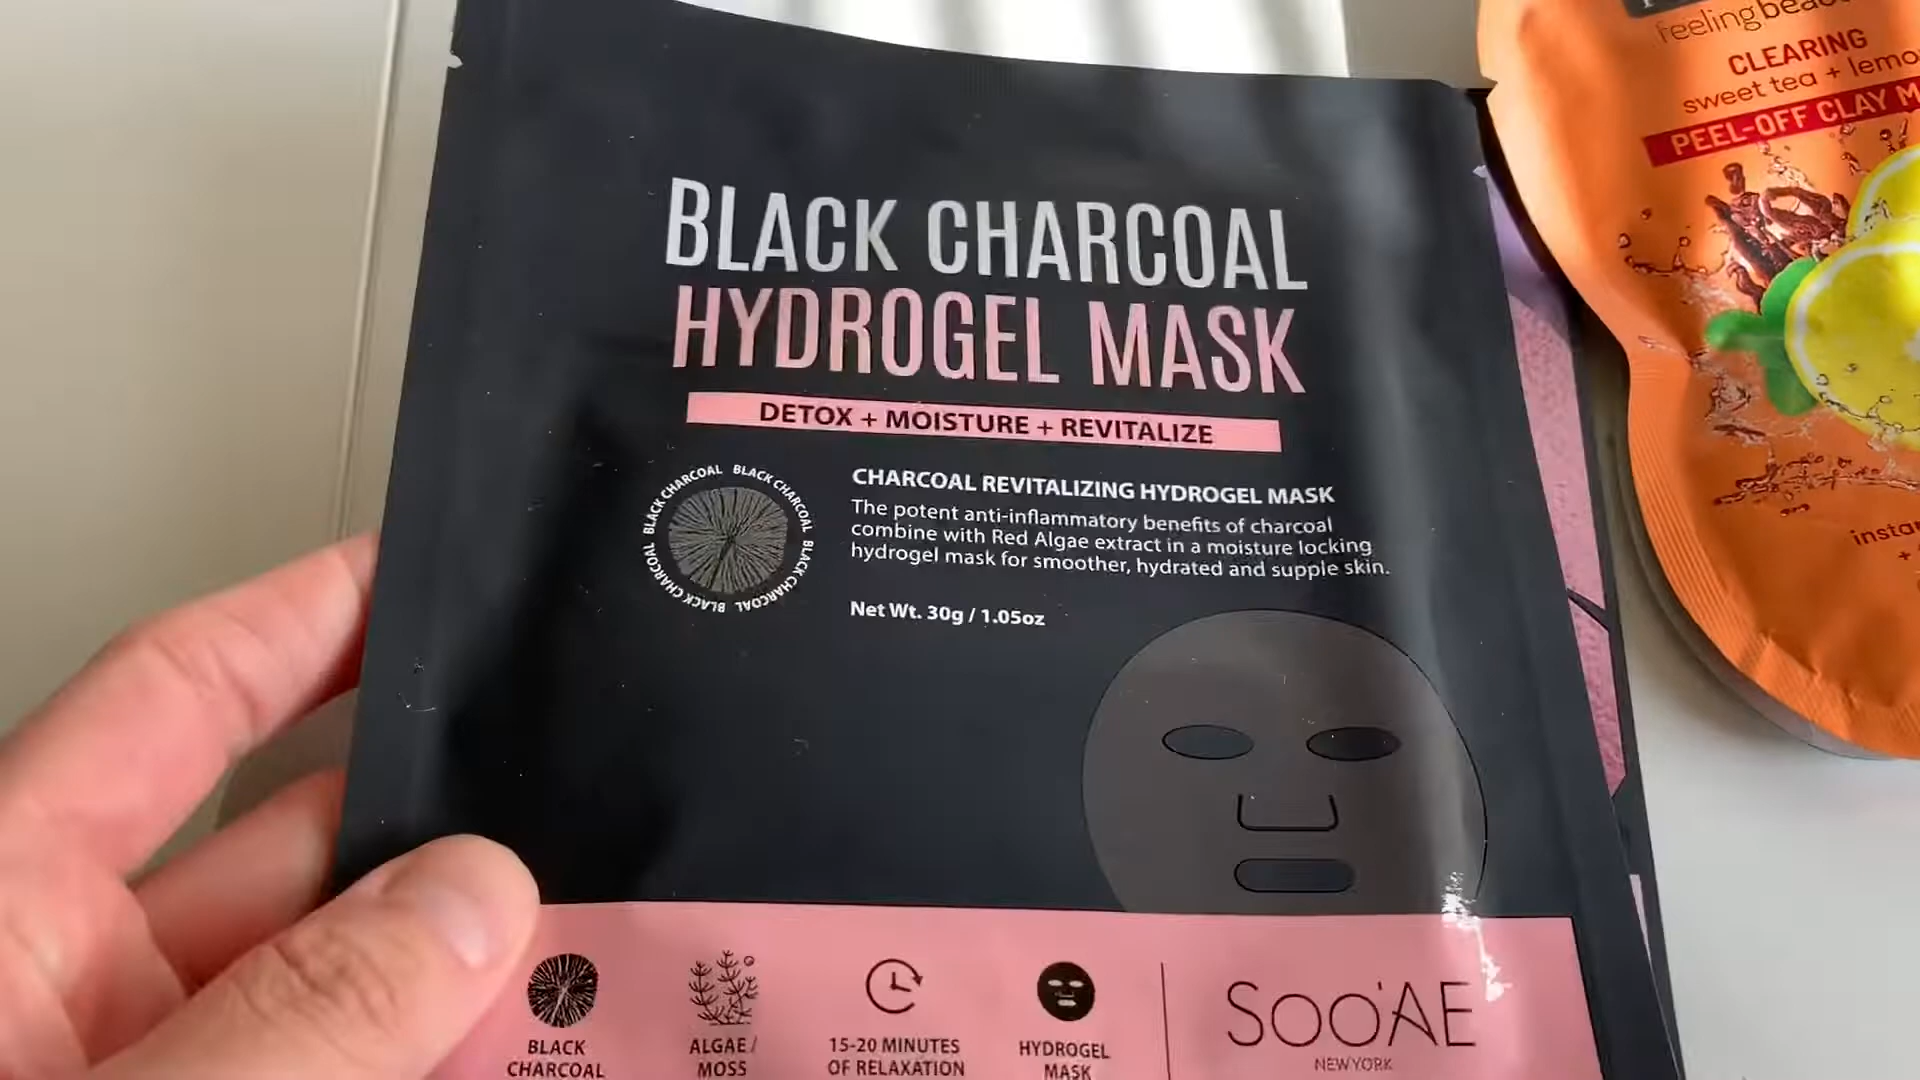 BLACK CHARCOAL
HYDROGEL MASK
DETOX + MOISTURE + REVITALIZE
BLACK CHARCOAL BLACK CHARCOAL BLACK CHARCOAL BLACK CHARCOAL BLACK CHARCOAL
CHARCOAL REVITALIZING HYDROGEL MASK
The potent anti-inflammatory benefits of charcoal
combine with Red Algae extract in a moisture locking
hydrogel mask for smoother, hydrated and supple skin.
Net Wt. 30g / 1.05oz
BLACK
CHARCOAL
ALGAE /
MOSS
15-20 MINUTES
OF RELAXATION
HYDROGEL
MASK
SOO'AE
NEW YORK
feeling
CLEARING
sweet tea +
PEEL-OFF CLAY
+